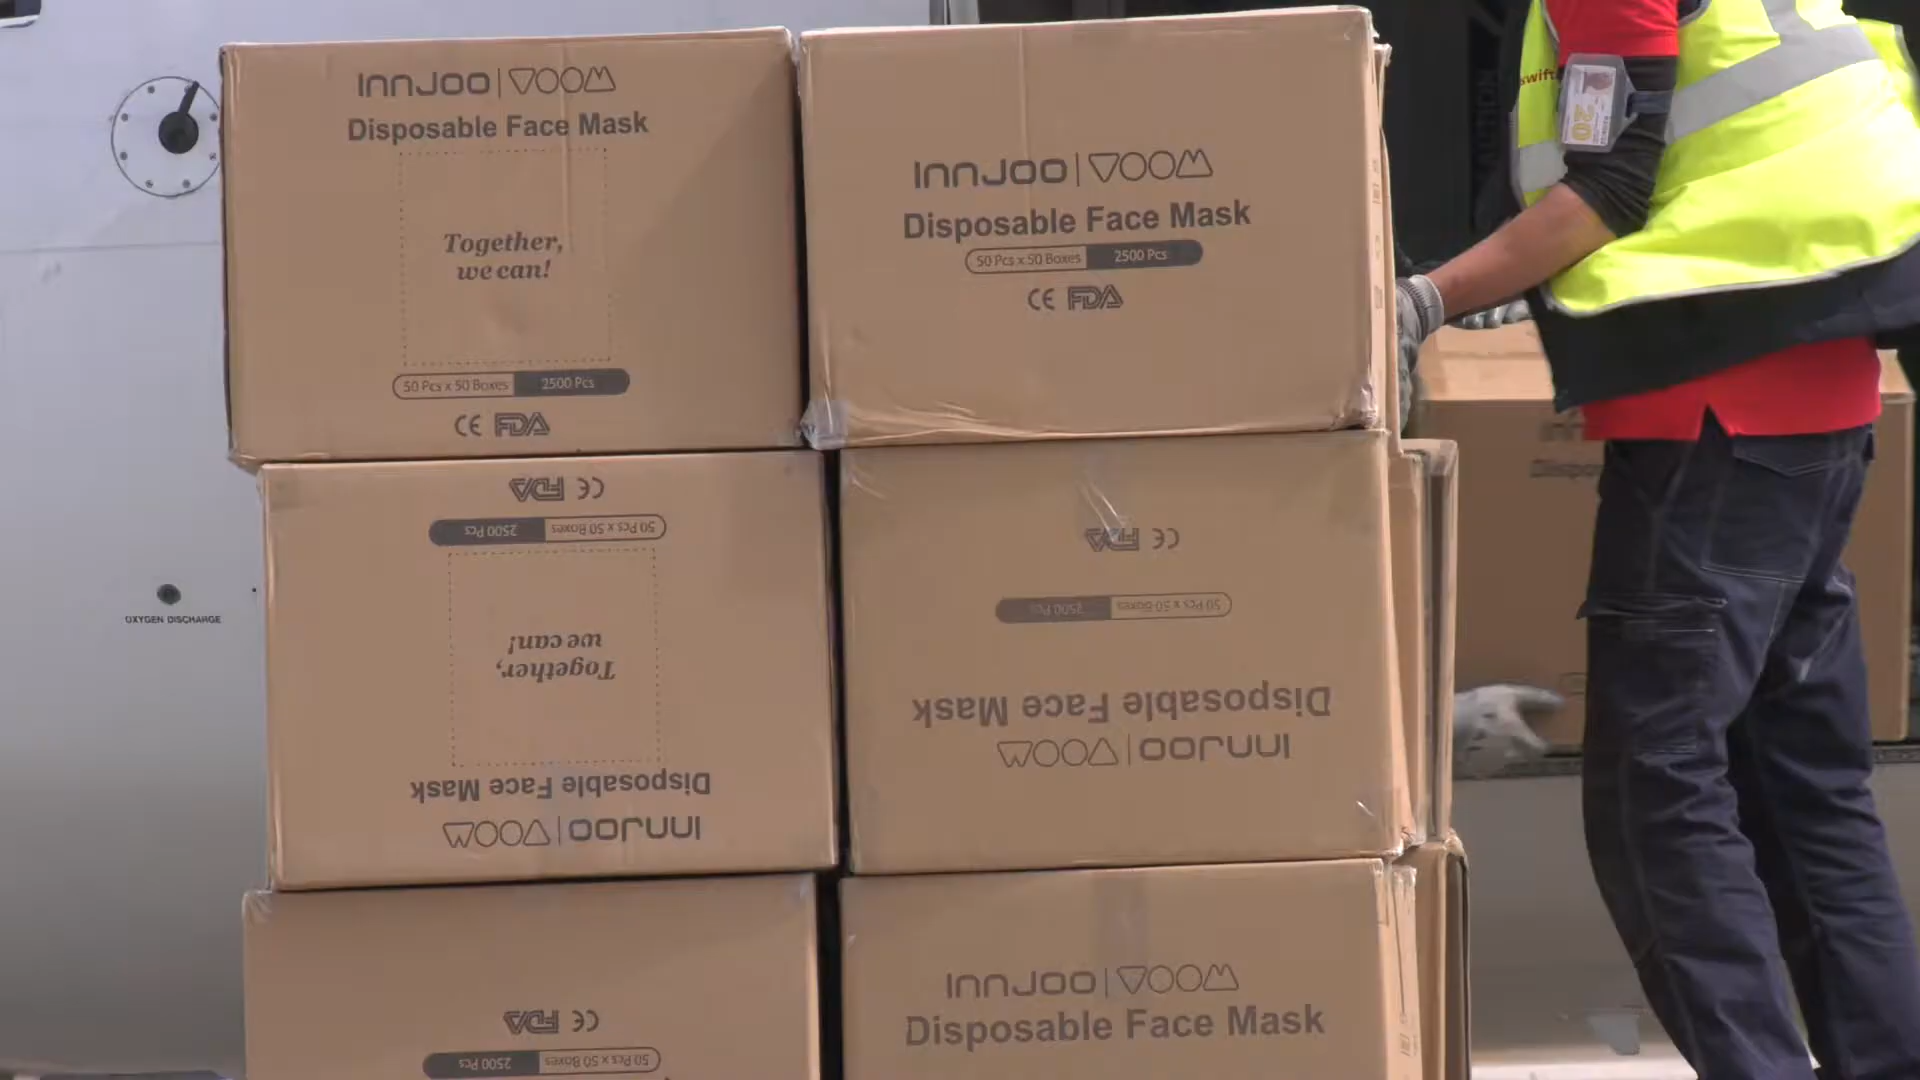 InnJoo | VOOM
Disposable Face Mask
Together,
we can!
50 Pcs x 50 Boxes 2500 Pcs
CE FDA
InnJoo | VOOM
Disposable Face Mask
50 Pcs x 50 Boxes 2500 Pcs
CE FDA
swift
20
OXYGEN DISCHARGE
CE FDA
50 Pcs x 50 Boxes 2500 Pcs
Together,
we can!
Disposable Face Mask
InnJoo | VOOM
CE FDA
50 Pcs x 50 Boxes 2500 Pcs
Disposable Face Mask
InnJoo | VOOM
CE FDA
50 Pcs x 50 Boxes 2500 Pcs
InnJoo | VOOM
Disposable Face Mask